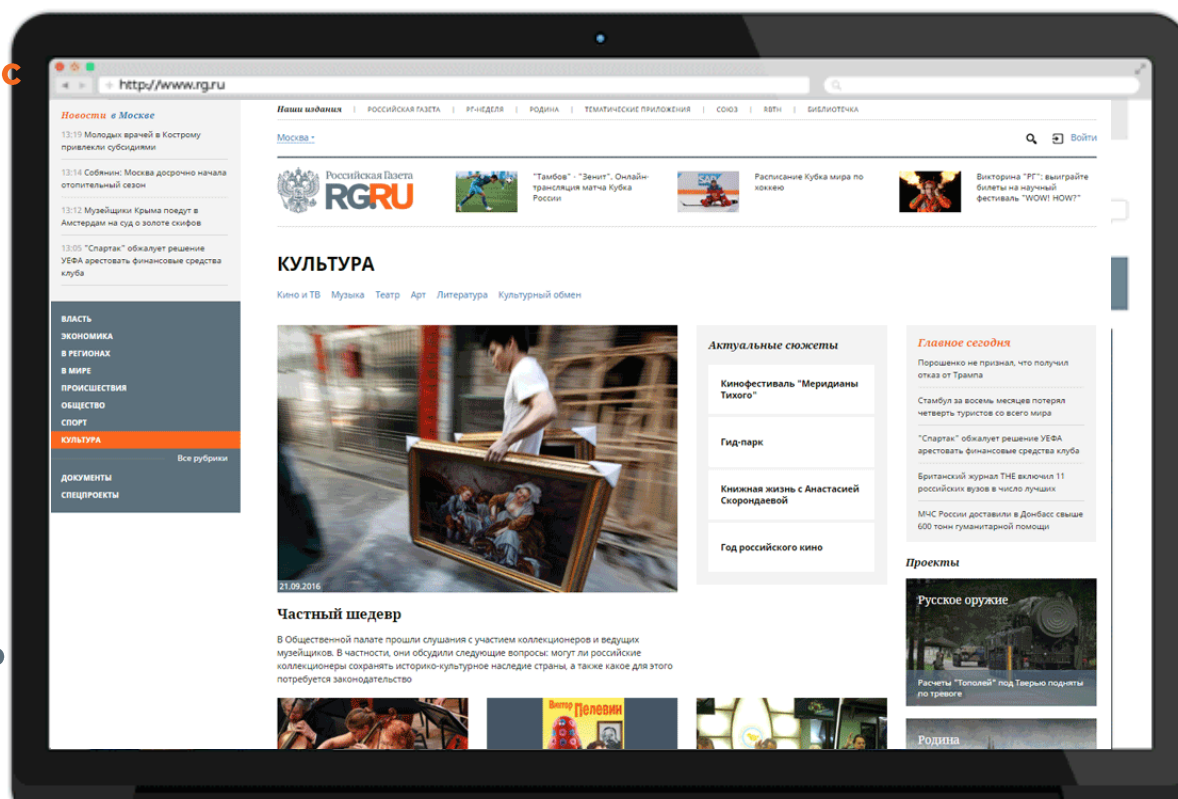 с
http://www.rg.ru
Новости в Москве
13:19 Молодых врачей в Кострому
привлекли субсидиями
13:14 Собянин: Москва досрочно начала
отопительный сезон
13:12 Музейщики Крыма поедут в
Амстердам на суд о золоте скифов
13:05 "Спартак" обжалует решение
УЕФА арестовать финансовые средства
клуба
ВЛАСТЬ
ЭКОНОМИКА
В РЕГИОНАХ
В МИРЕ
ПРОИСШЕСТВИЯ
ОБЩЕСТВО
СПОРТ
КУЛЬТУРА
Все рубрики
ДОКУМЕНТЫ
СПЕЦПРОЕКТЫ
Наши издания | РОССИЙСКАЯ ГАЗЕТА | РГ-НЕДЕЛЯ | РОДИНА | ТЕМАТИЧЕСКИЕ ПРИЛОЖЕНИЯ | СОЮЗ | RBTH | БИБЛИОТЕЧКА
Москва
Войти
Российская Газета
RG.RU
"Тамбов" - "Зенит". Онлайн-
трансляция матча Кубка
России
SAP
Расписание Кубка мира по
хоккею
Викторина "РГ": выиграйте
билеты на научный
фестиваль "WOW! HOW?"
КУЛЬТУРА
Кино и ТВ Музыка Театр Арт Литература Культурный обмен
21.09.2016
Частный шедевр
В Общественной палате прошли слушания с участием коллекционеров и ведущих
музейщиков. В частности, они обсудили следующие вопросы: могут ли российские
коллекционеры сохранять историко-культурное наследие страны, а также какое для этого
потребуется законодательство
Виктор Пелевин
Актуальные сюжеты
Кинофестиваль "Меридианы
Тихого"
Гид-парк
Книжная жизнь с Анастасией
Скорондаевой
Год российского кино
Главное сегодня
Порошенко не признал, что получил
отказ от Трампа
Стамбул за восемь месяцев потерял
четверть туристов со всего мира
"Спартак" обжалует решение УЕФА
арестовать финансовые средства клуба
Британский журнал THE включил 11
российских вузов в число лучших
МЧС России доставили в Донбасс свыше
600 тонн гуманитарной помощи
Проекты
Русское оружие
Расчеты "Тополей" под Тверью подняты
по тревоге
Родина